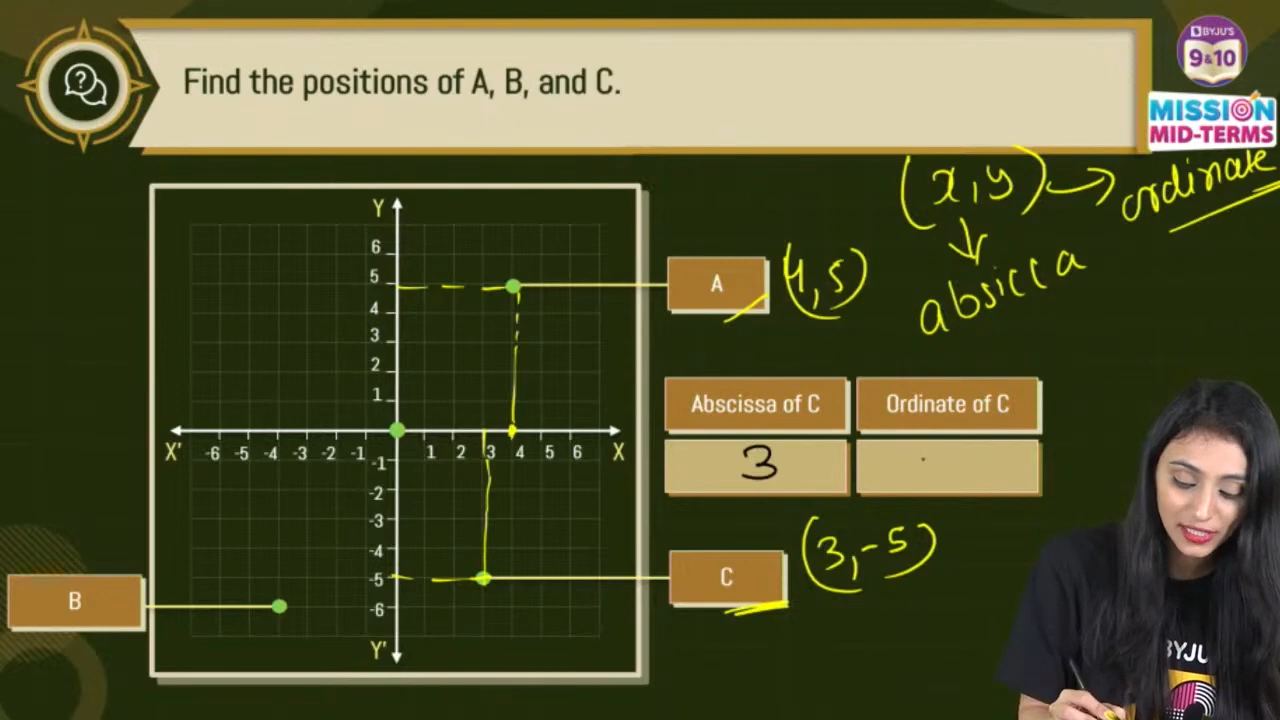 Find the positions of A, B, and C.
BYJU'S
9&10
MISSION
MID-TERMS
(x,y) → ordinate
absicca
Y
6
5
4
3
2
1
X' -6 -5 -4 -3 -2 -1 1 2 3 4 5 6 X
-1
-2
-3
-4
-5
-6
Y'
A (4,5)
Abscissa of C Ordinate of C
3
C (3,-5)
B
BYJU